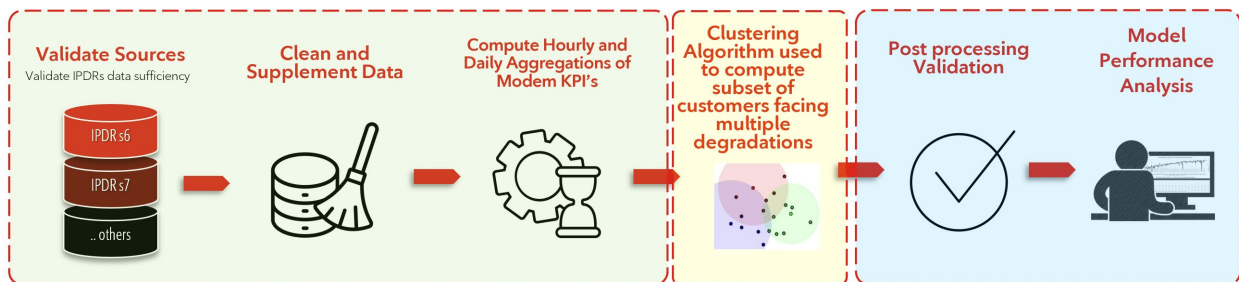 Validate Sources
Validate IPDRs data sufficiency
IPDR s6
IPDR s7
.. others
Clean and
Supplement Data
Compute Hourly and
Daily Aggregations of
Modem KPI's
Clustering
Algorithm used
to compute
subset of
customers facing
multiple
degradations
Post processing
Validation
Model
Performance
Analysis